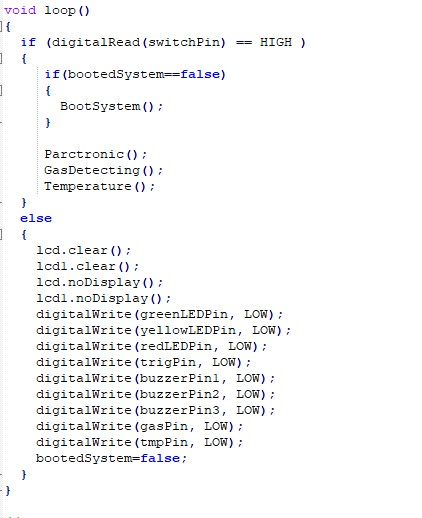 void loop()
{
if (digitalRead(switchPin) == HIGH )
{
if(bootedSystem==false)
{
BootSystem();
}
Parctronic();
GasDetecting();
Temperature();
}
else
{
lcd.clear();
lcd1.clear();
lcd.noDisplay();
lcd1.noDisplay();
digitalWrite(greenLEDPin, LOW);
digitalWrite(yellowLEDPin, LOW);
digitalWrite(redLEDPin, LOW);
digitalWrite(trigPin, LOW);
digitalWrite(buzzerPin1, LOW);
digitalWrite(buzzerPin2, LOW);
digitalWrite(buzzerPin3, LOW);
digitalWrite(gasPin, LOW);
digitalWrite(tmpPin, LOW);
bootedSystem=false;
}
}